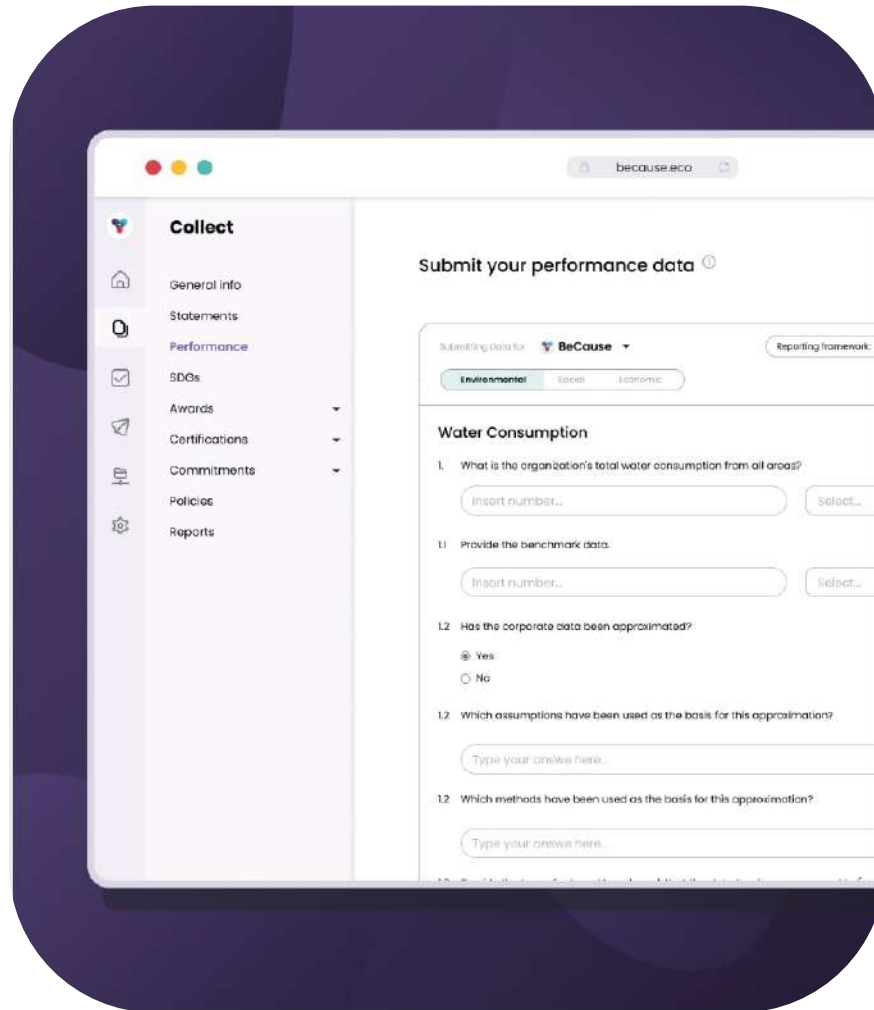 because.eco
Collect
General info
Statements
Performance
SDGs
Awards
Certifications
Commitments
Policies
Reports
Submit your performance data
Submitting data for BeCause Reporting framework:
Environmental Social Economic
Water Consumption
1. What is the organization's total water consumption from all areas?
Insert number... Select...
1.1 Provide the benchmark data.
Insert number... Select...
1.2 Has the corporate data been approximated?
Yes
No
1.2 Which assumptions have been used as the basis for this approximation?
Type your answe here...
1.2 Which methods have been used as the basis for this approximation?
Type your answe here...